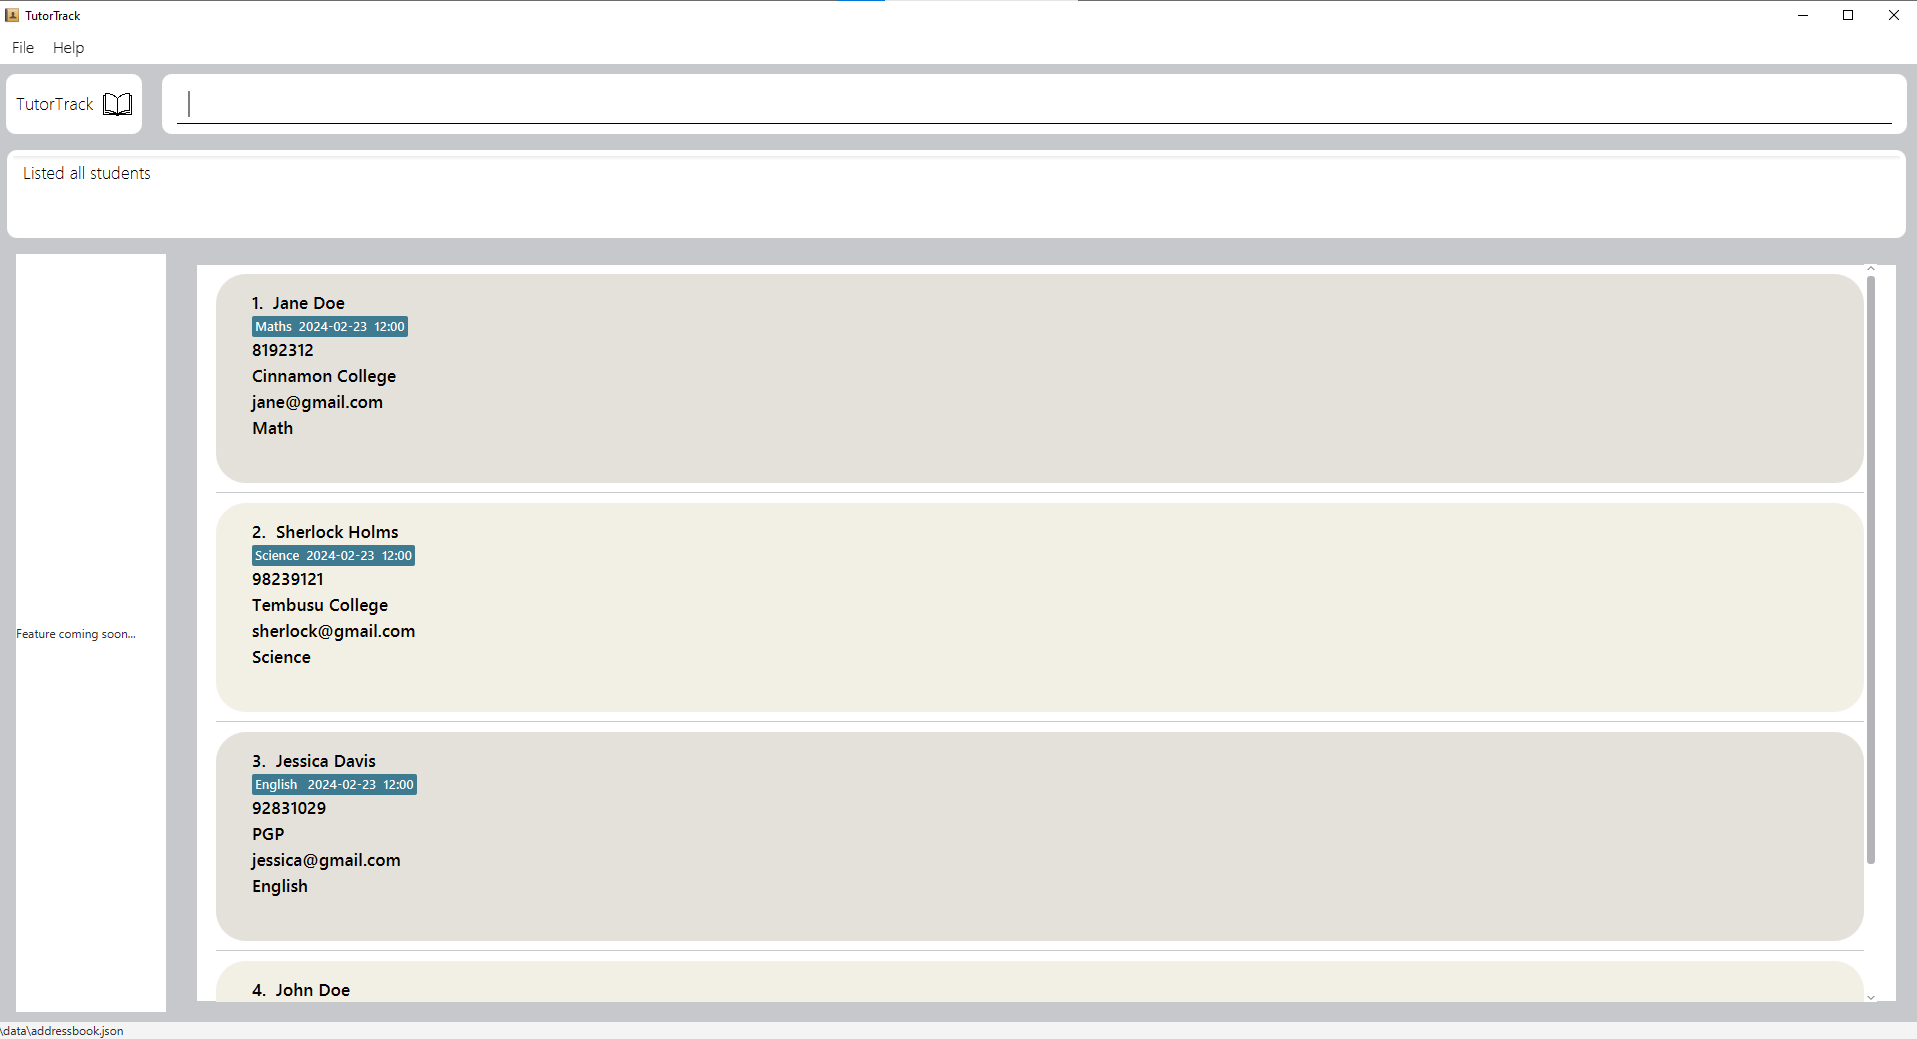 TutorTrack
File Help
TutorTrack
Listed all students
Feature coming soon...
1. Jane Doe
Maths 2024-02-23 12:00
8192312
Cinnamon College
jane@gmail.com
Math
2. Sherlock Holms
Science 2024-02-23 12:00
98239121
Tembusu College
sherlock@gmail.com
Science
3. Jessica Davis
English 2024-02-23 12:00
92831029
PGP
jessica@gmail.com
English
4. John Doe
\data\addressbook.json